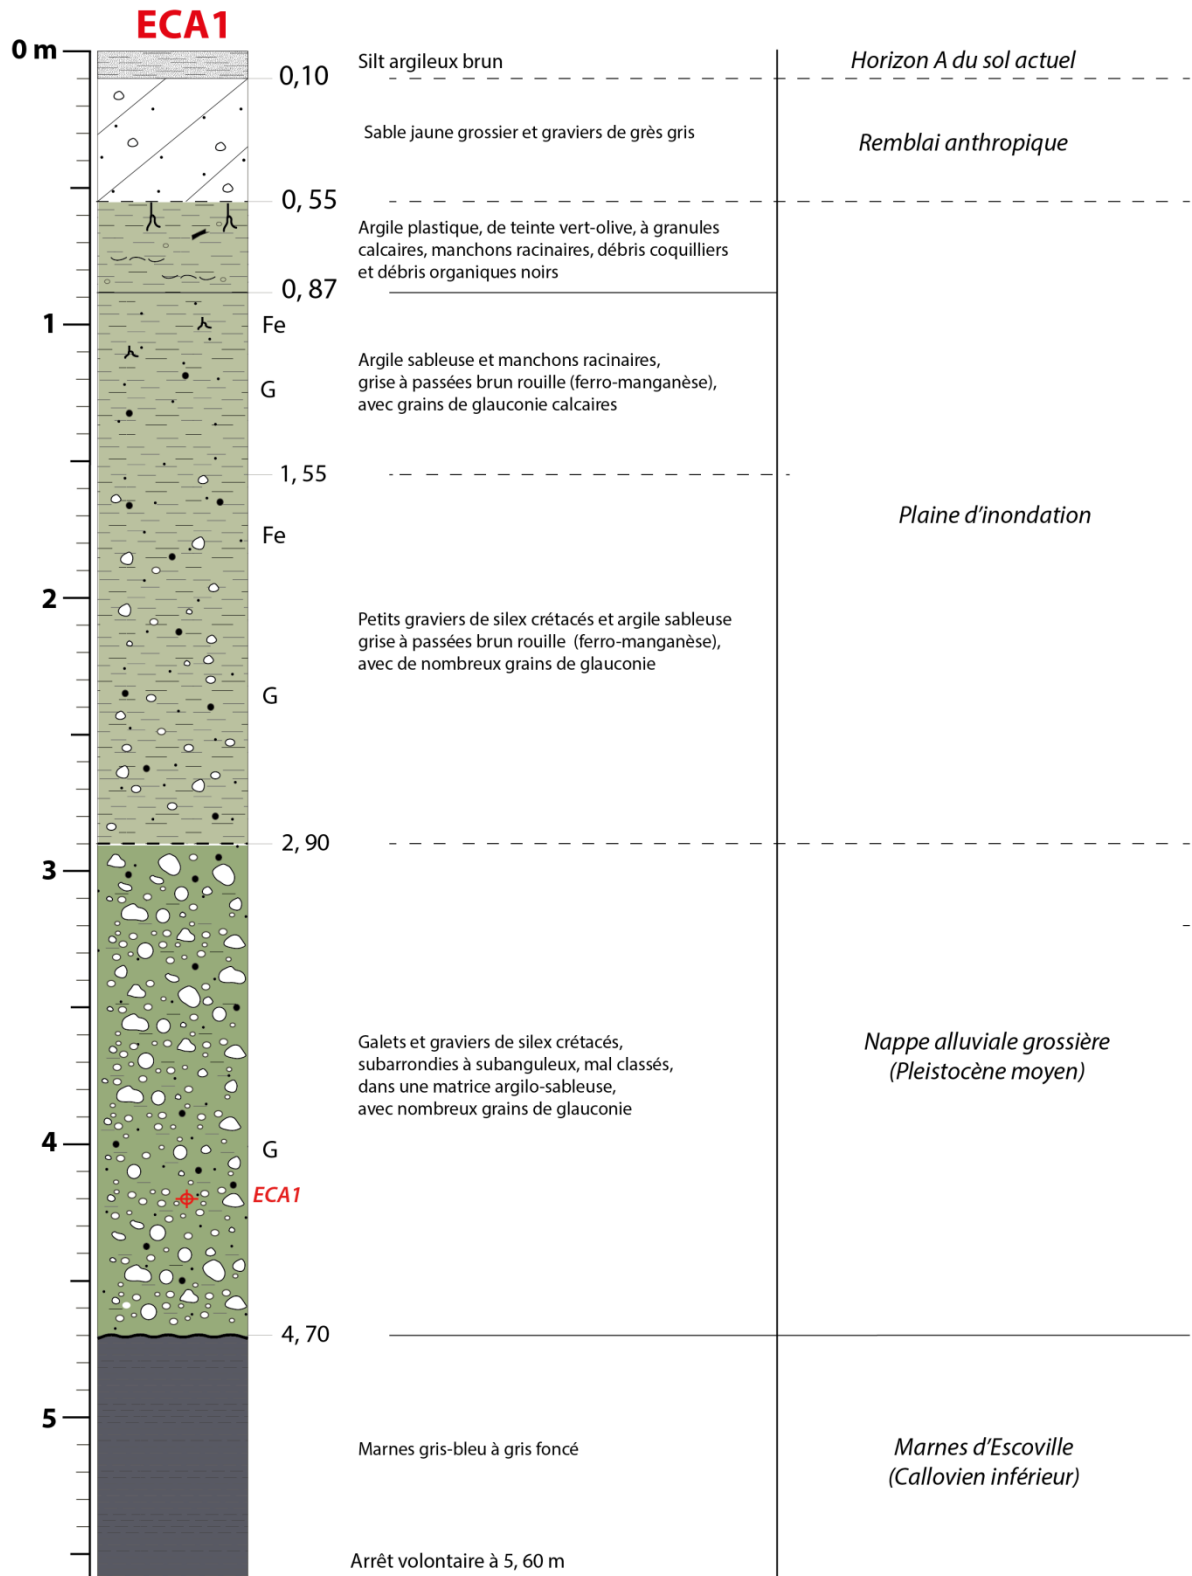 ECA1
0 m
Silt argileux brun
Horizon A du sol actuel
0,10
Sable jaune grossier et graviers de grès gris
Remblai anthropique
0, 55
Argile plastique, de teinte vert-olive, à granules
calcaires, manchons racinaires, débris coquilliers
et débris organiques noirs
0, 87
1
Fe
Argile sableuse et manchons racinaires,
grise à passées brun rouille (ferro-manganèse),
avec grains de glauconie calcaires
G
1,55
Plaine d'inondation
Fe
2
Petits graviers de silex crétacés et argile sableuse
grise à passées brun rouille (ferro-manganèse),
avec de nombreux grains de glauconie
G
2,90
3
Galets et graviers de silex crétacés,
subarrondies à subanguleux, mal classés,
dans une matrice argilo-sableuse,
avec nombreux grains de glauconie
Nappe alluviale grossière
(Pleistocène moyen)
4
G
ECA1
4, 70
5
Marnes gris-bleu à gris foncé
Marnes d'Escoville
(Callovien inférieur)
Arrêt volontaire à 5, 60 m